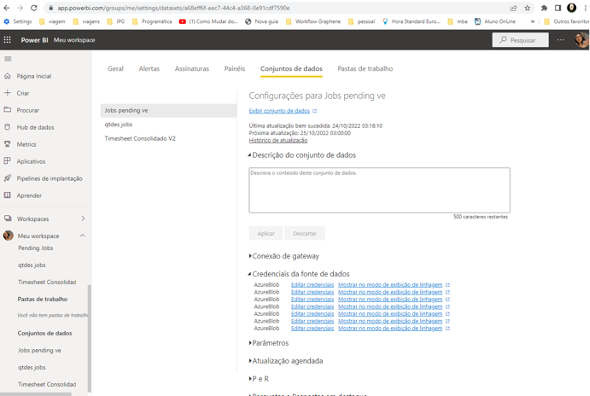 app.powerbi.com/groups/me/settings/datasets/a68eff6f-eec7-44c4-a368-0e91cdf7590e
Settings viagem viagens IPG Programática (1) Como Mudar do... Nova guia Workflow Graphene pessoal Hora Standard Euro... mba Aluno OnLine » Outros favoritos
Power BI Meu workspace Pesquisar ...
Página Inicial
Criar
Procurar
Hub de dados
Metrics
Aplicativos
Pipelines de implantação
Aprender
Workspaces
Meu workspace
Pending Jobs
qtdes jobs
Timesheet Consolidad
Pastas de trabalho
Você não tem pastas de trabalho
Conjuntos de dados
Jobs pending ve
qtdes jobs
Timesheet Consolidad
Geral Alertas Assinaturas Painéis Conjuntos de dados Pastas de trabalho
Jobs pending ve
qtdes jobs
Timesheet Consolidado V2
Configurações para Jobs pending ve
Exibir conjunto de dados
Última atualização bem sucedida: 24/10/2022 03:18:10
Próxima atualização: 25/10/2022 03:00:00
Histórico de atualização
Descrição do conjunto de dados
Descreva o conteúdo deste conjunto de dados.
500 caracteres restantes
Aplicar Descartar
Conexão de gateway
Credenciais da fonte de dados
AzureBlob Editar credenciais Mostrar no modo de exibição de linhagem
AzureBlob Editar credenciais Mostrar no modo de exibição de linhagem
AzureBlob Editar credenciais Mostrar no modo de exibição de linhagem
AzureBlob Editar credenciais Mostrar no modo de exibição de linhagem
AzureBlob Editar credenciais Mostrar no modo de exibição de linhagem
AzureBlob Editar credenciais Mostrar no modo de exibição de linhagem
AzureBlob Editar credenciais Mostrar no modo de exibição de linhagem
Parâmetros
Atualização agendada
P e R
Perguntas e Respostas em destaque